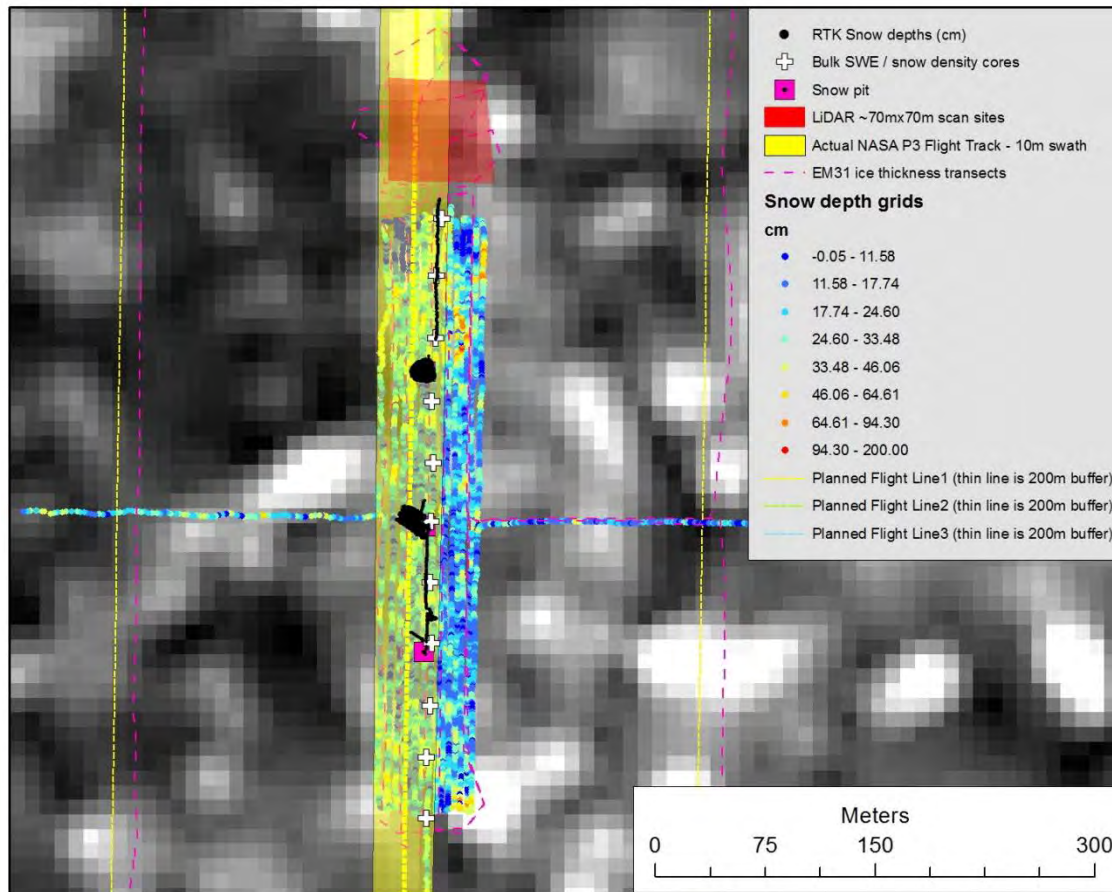 RTK Snow depths (cm)
Bulk SWE / snow density cores
Snow pit
LiDAR ~70mx70m scan sites
Actual NASA P3 Flight Track - 10m swath
EM31 ice thickness transects
Snow depth grids
cm
-0.05 - 11.58
11.58 - 17.74
17.74 - 24.60
24.60 - 33.48
33.48 - 46.06
46.06 - 64.61
64.61 - 94.30
94.30 - 200.00
Planned Flight Line1 (thin line is 200m buffer)
Planned Flight Line2 (thin line is 200m buffer)
Planned Flight Line3 (thin line is 200m buffer)
Meters
0 75 150 300